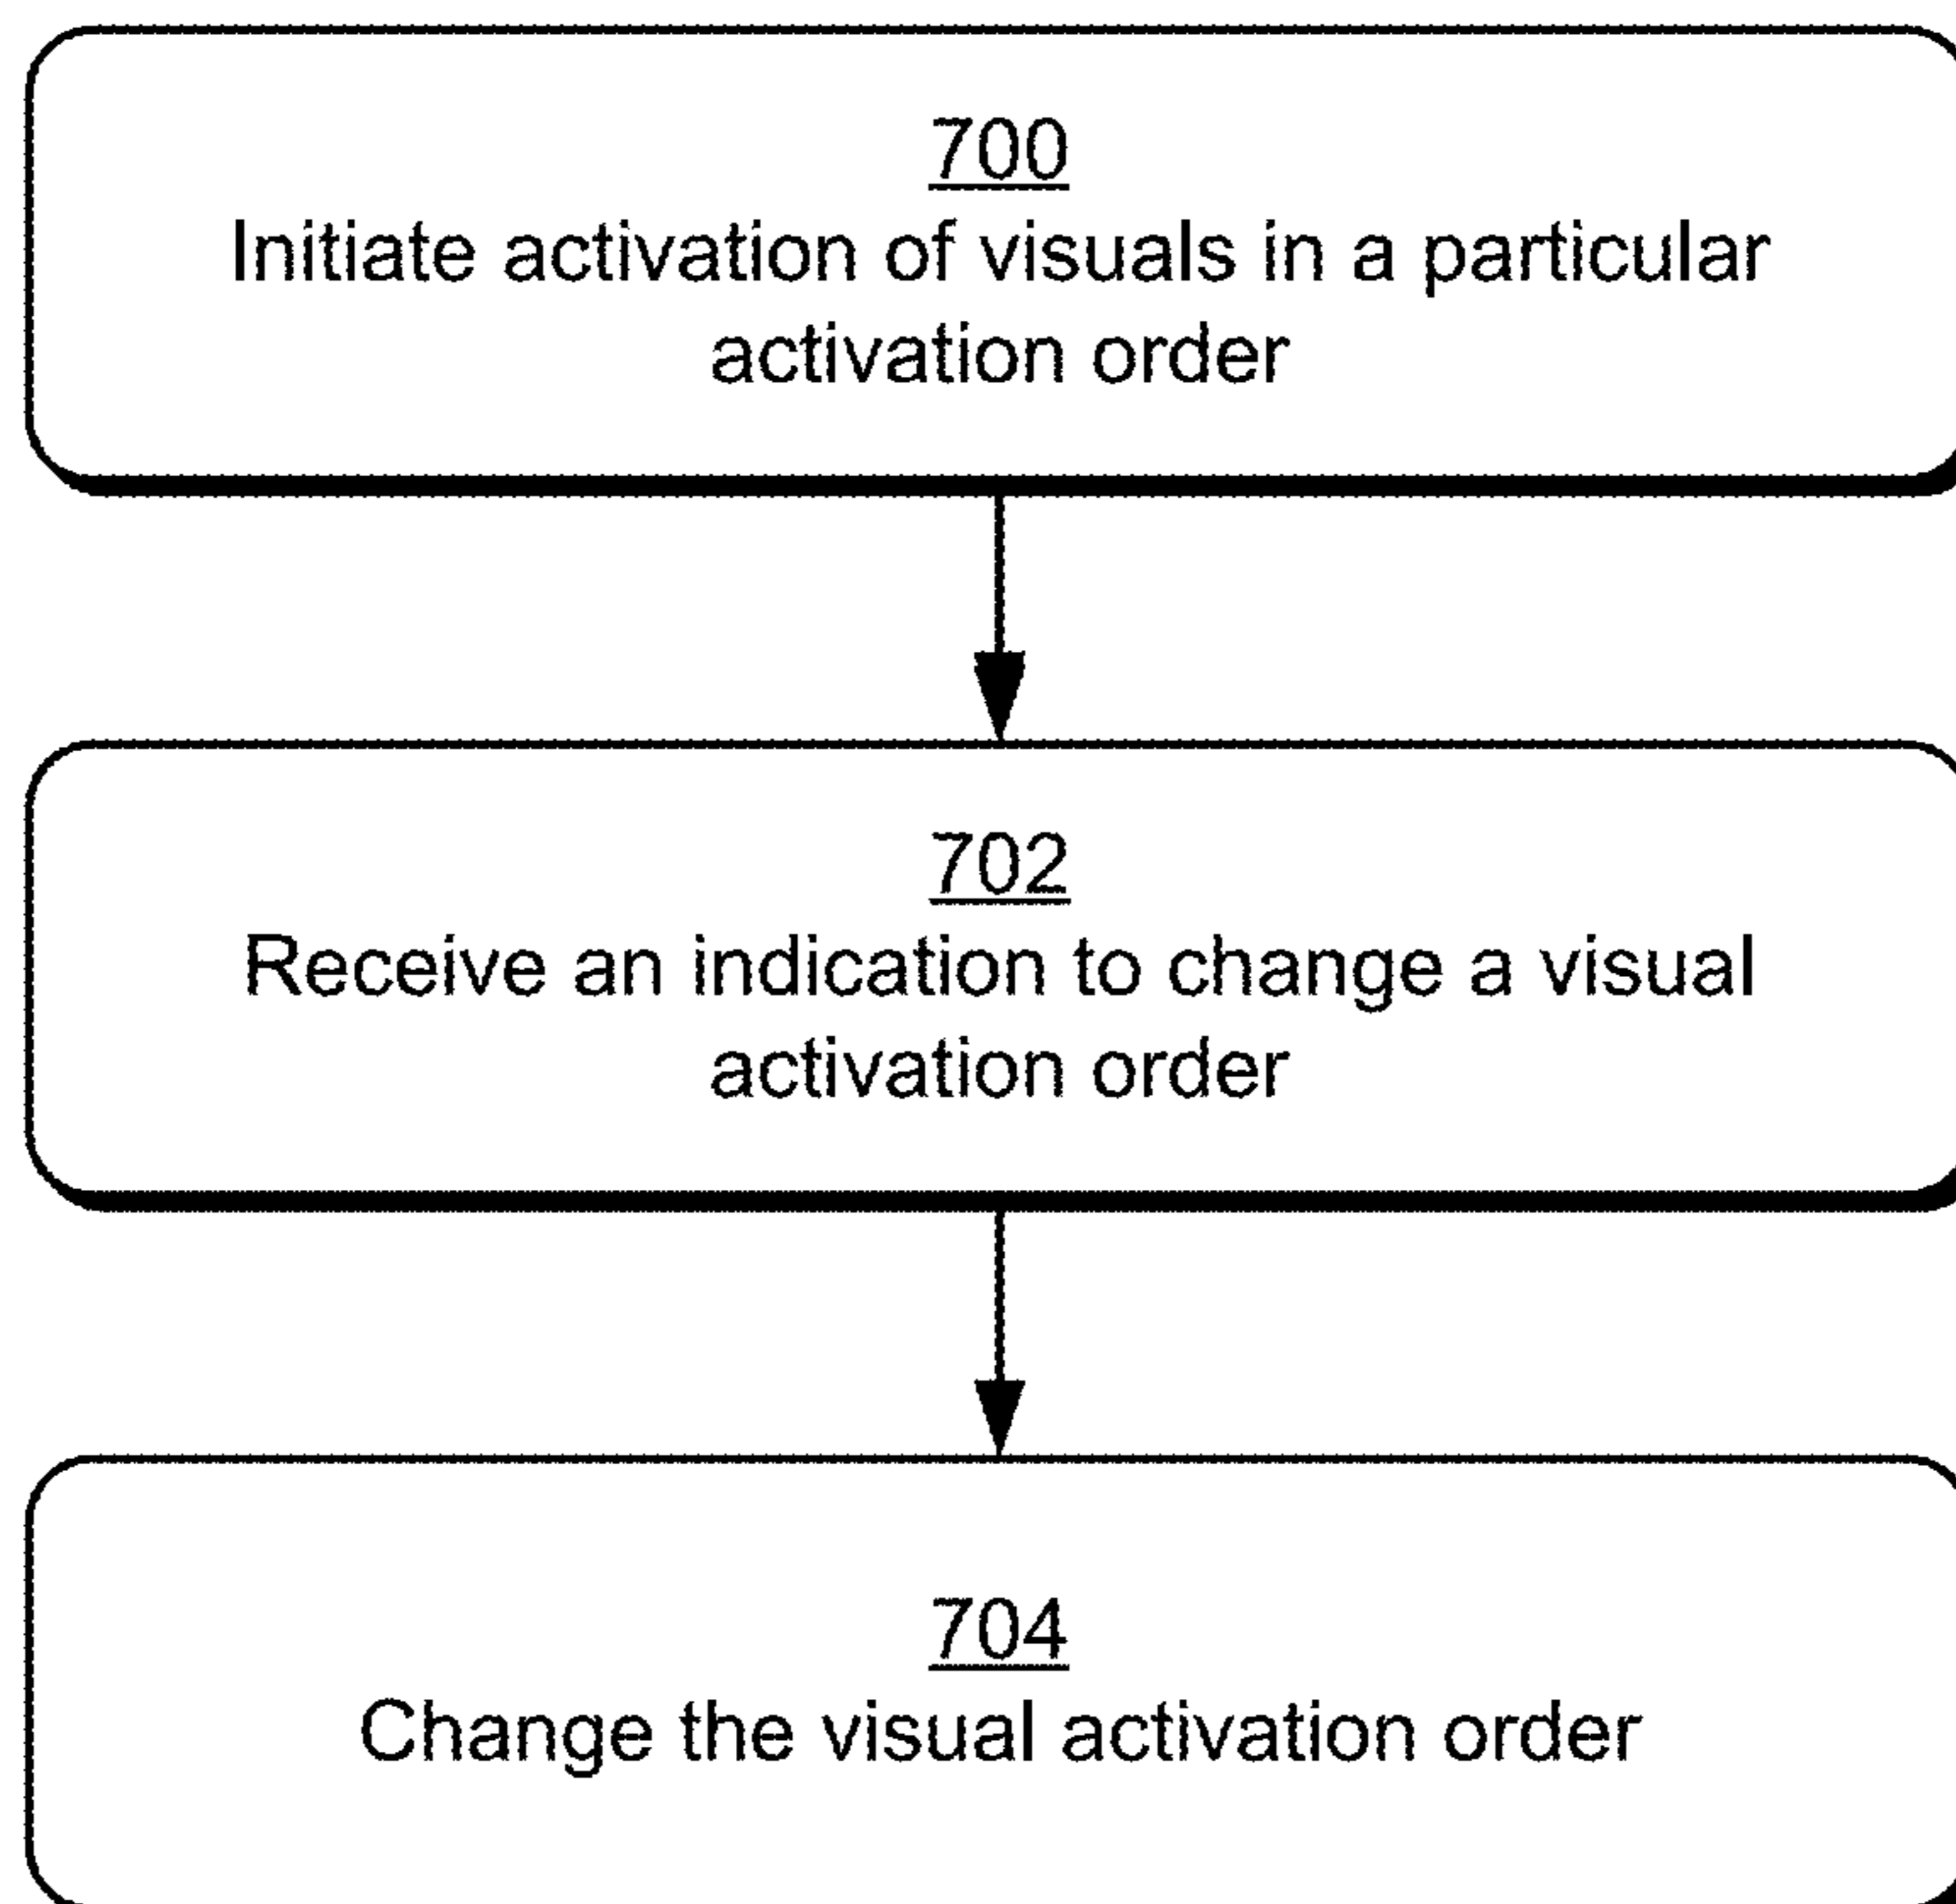 700
Initiate activation of visuals in a particular
activation order
702
Receive an indication to change a visual
activation order
704
Change the visual activation order